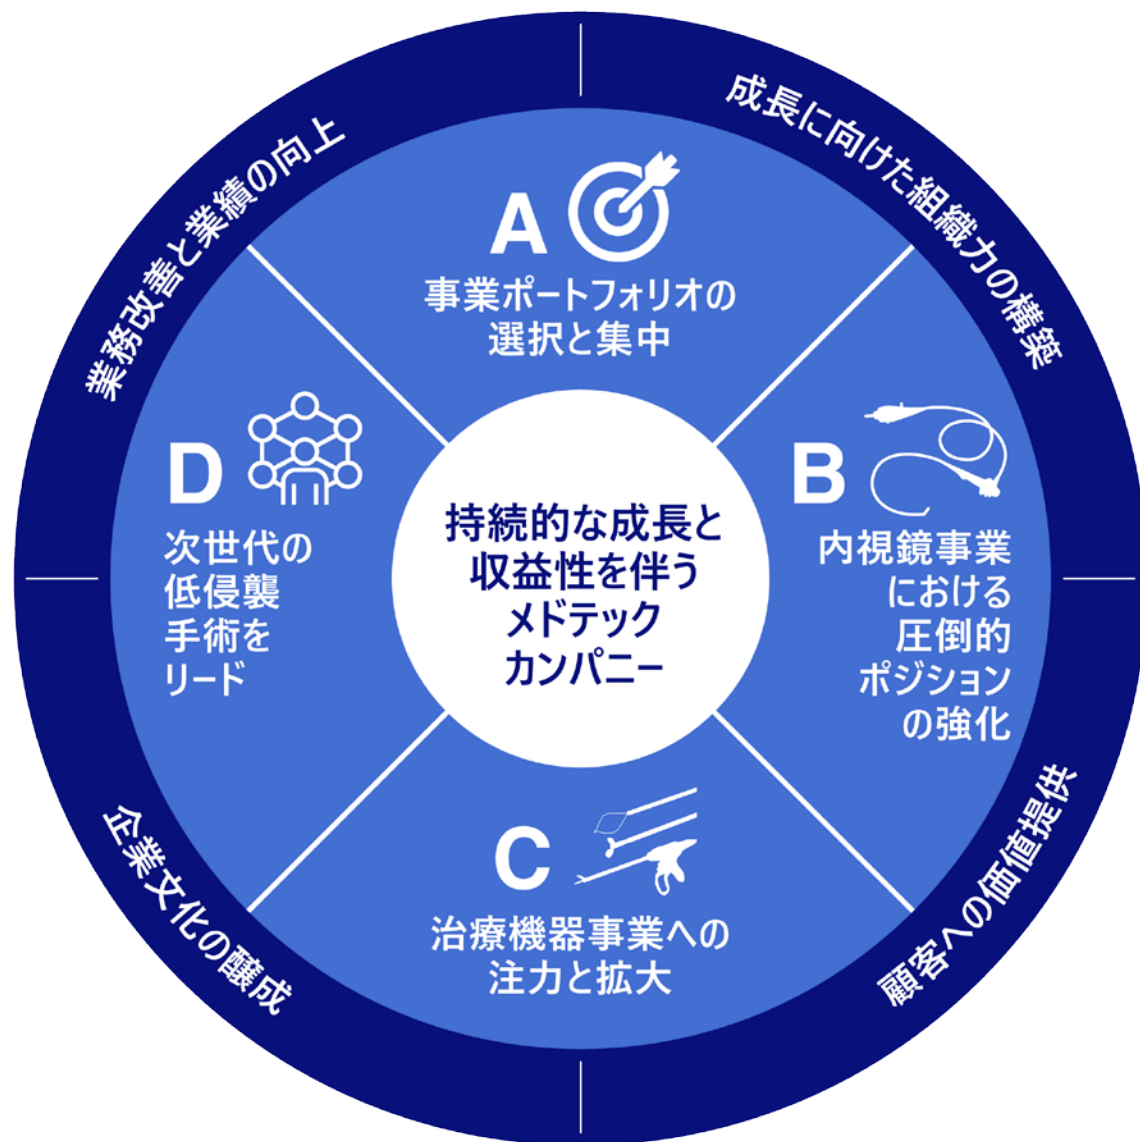 業務改善と業績の向上
成長に向けた組織力の構築
A
事業ポートフォリオの
選択と集中
B
内視鏡事業
における
圧倒的
ポジション
の強化
C
治療機器事業への
注力と拡大
D
次世代の
低侵襲
手術を
リード
持続的な成長と
収益性を伴う
メドテック
カンパニー
企業文化の醸成
顧客への価値提供